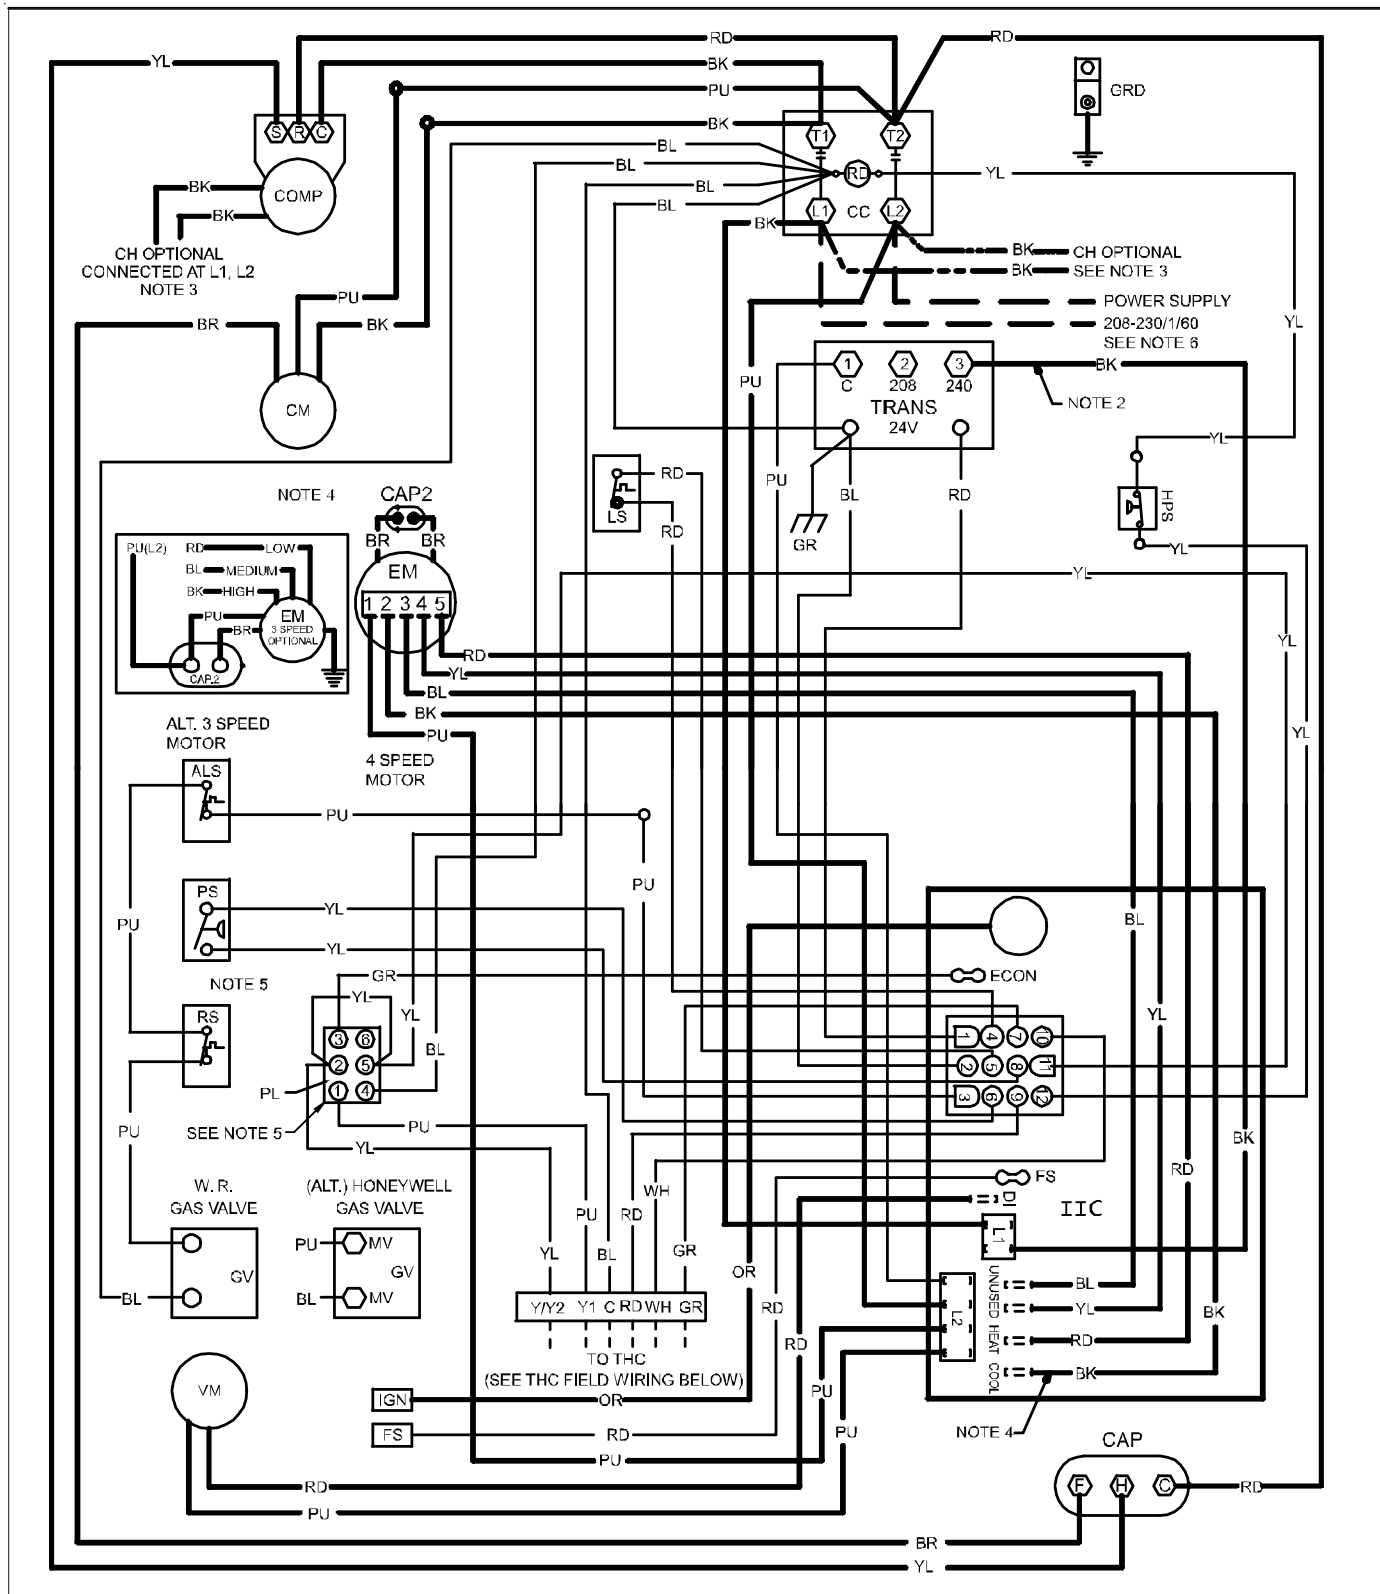 RD
RD
YL
BK
PU
GRD
BK
S R C
T1 T2
BL
BL
BL
BL
RD
YL
COMP
BK
BK
L1 CC L2
BK
CH OPTIONAL
CONNECTED AT L1, L2
NOTE 3
BK CH OPTIONAL
BK SEE NOTE 3
PU
BR
BK
POWER SUPPLY
208-230/1/60
SEE NOTE 6
YL
CM
PU
1 2 3
C 208 240
TRANS
24V
BK
NOTE 2
YL
NOTE 4
CAP2
BR BR
LS
RD
RD
PU
BL
RD
GR
HPS
YL
PU(L2)
RD LOW
BL MEDIUM
BK HIGH
PU
BR
EM
3 SPEED
OPTIONAL
CAP.2
EM
1 2 3 4 5
YL
YL
RD
YL
BL
BK
PU
ALT. 3 SPEED
MOTOR
4 SPEED
MOTOR
YL
ALS
PU
PU
PS
YL
YL
PU
BL
NOTE 5
GR
ECON
YL
YL
YL
RS
3 6
2 5
1 4
BL
1 4 7 10
2 5 8 11
3 6 9 12
PL
SEE NOTE 5
PU
YL
PU
BK
RD
FS
W. R.
GAS VALVE
(ALT.) HONEYWELL
GAS VALVE
WH
DI
IIC
PU
RD
L1
PU MV
GV
GV
BL
BL MV
YL
BL
GR
OR
UNUSED HEAT COOL
BL
YL
RD
BK
L2
RD
RD
BK
PU
Y/Y2 Y1 C RD WH GR
TO THC
(SEE THC FIELD WIRING BELOW)
VM
IGN
OR
FS
RD
PU
PU
NOTE 4
CAP
F H C
RD
RD
PU
BR
YL